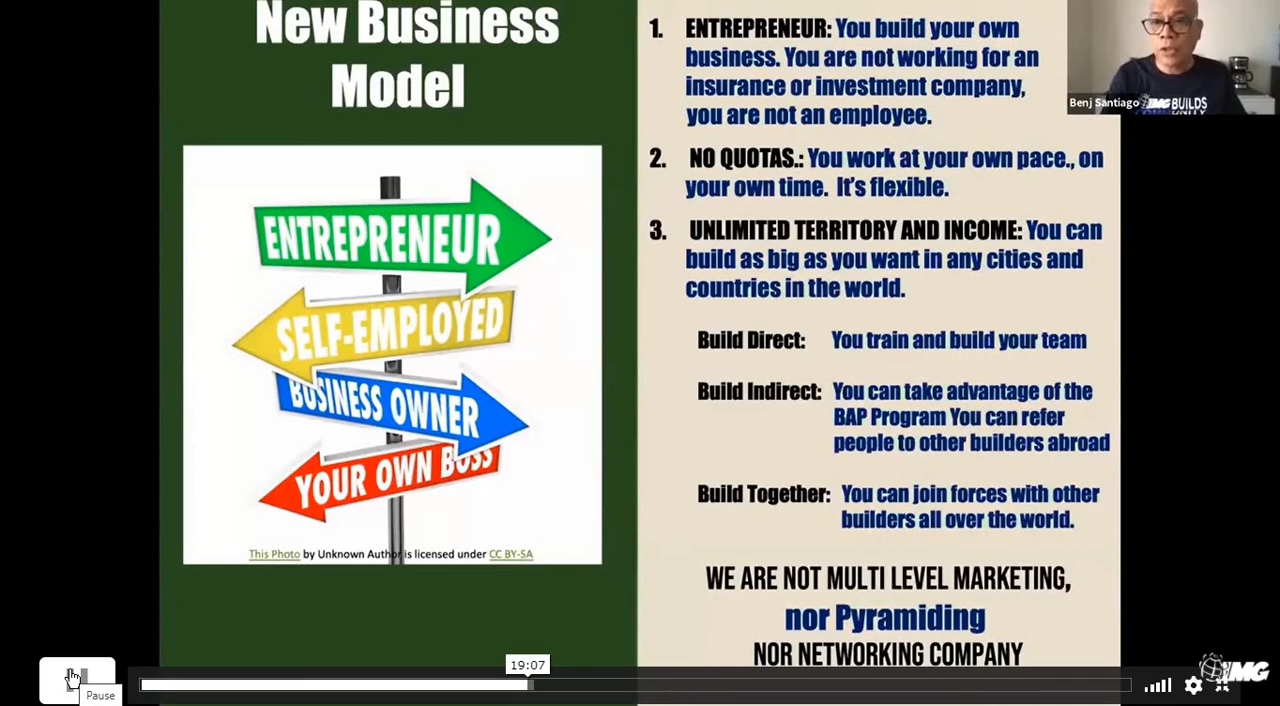 New Business
Model
ENTREPRENEUR
SELF-EMPLOYED
BUSINESS OWNER
YOUR OWN BOSS
This Photo by Unknown Author is licensed under CC BY-SA
1. ENTREPRENEUR: You build your own
business. You are not working for an
insurance or investment company,
you are not an employee.
2. NO QUOTAS.: You work at your own pace., on
your own time. It's flexible.
3. UNLIMITED TERRITORY AND INCOME: You can
build as big as you want in any cities and
countries in the world.
Build Direct: You train and build your team
Build Indirect: You can take advantage of the
BAP Program You can refer
people to other builders abroad
Build Together: You can join forces with other
builders all over the world.
WE ARE NOT MULTI LEVEL MARKETING,
nor Pyramiding
NOR NETWORKING COMPANY
Benj Santiago
IMG BUILDS
19:07
Pause
IMG